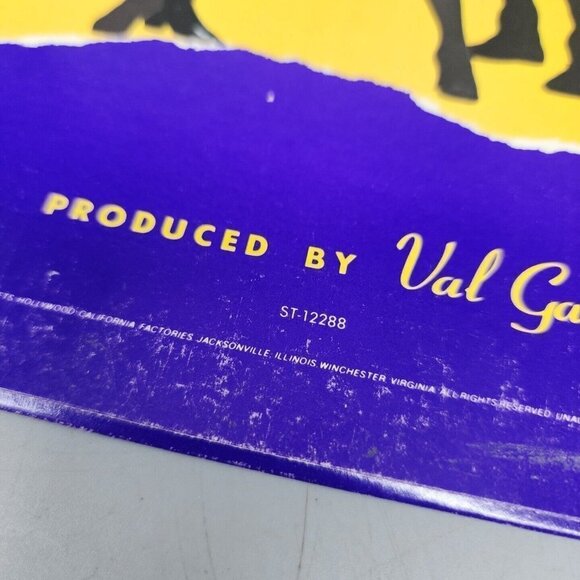 PRODUCED BY Val Ga
ST-12288
HOLLYWOOD CALIFORNIA FACTORIES JACKSONVILLE, ILLINOIS WINCHESTER VIRGINIA ALL RIGHTS RESERVED